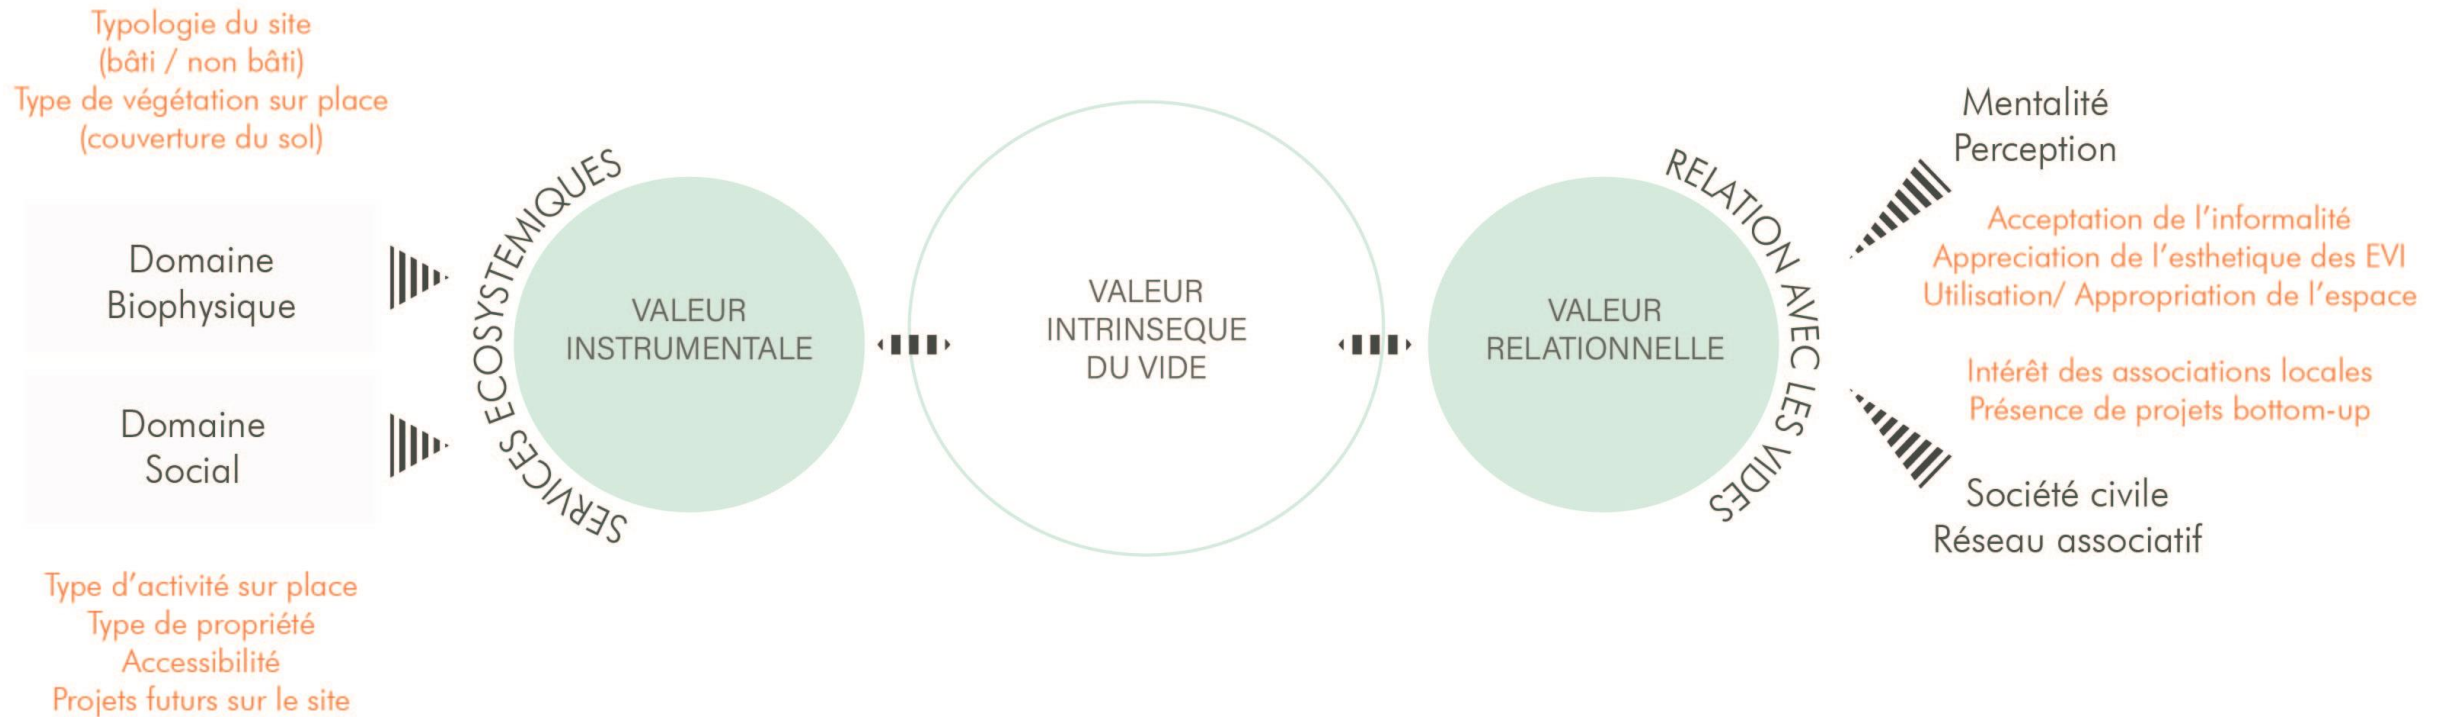 Typologie du site
(bâti / non bâti)
Type de végétation sur place
(couverture du sol)
Domaine
Biophysique
Domaine
Social
Type d'activité sur place
Type de propriété
Accessibilité
Projets futurs sur le site
SERVICES ECOSYSTEMIQUES
VALEUR
INSTRUMENTALE
VALEUR
INTRINSEQUE
DU VIDE
VALEUR
RELATIONNELLE
RELATION AVEC LES VIDES
Mentalité
Perception
Acceptation de l'informalité
Appreciation de l'esthetique des EVI
Utilisation/ Appropriation de l'espace
Intérêt des associations locales
Présence de projets bottom-up
Société civile
Réseau associatif